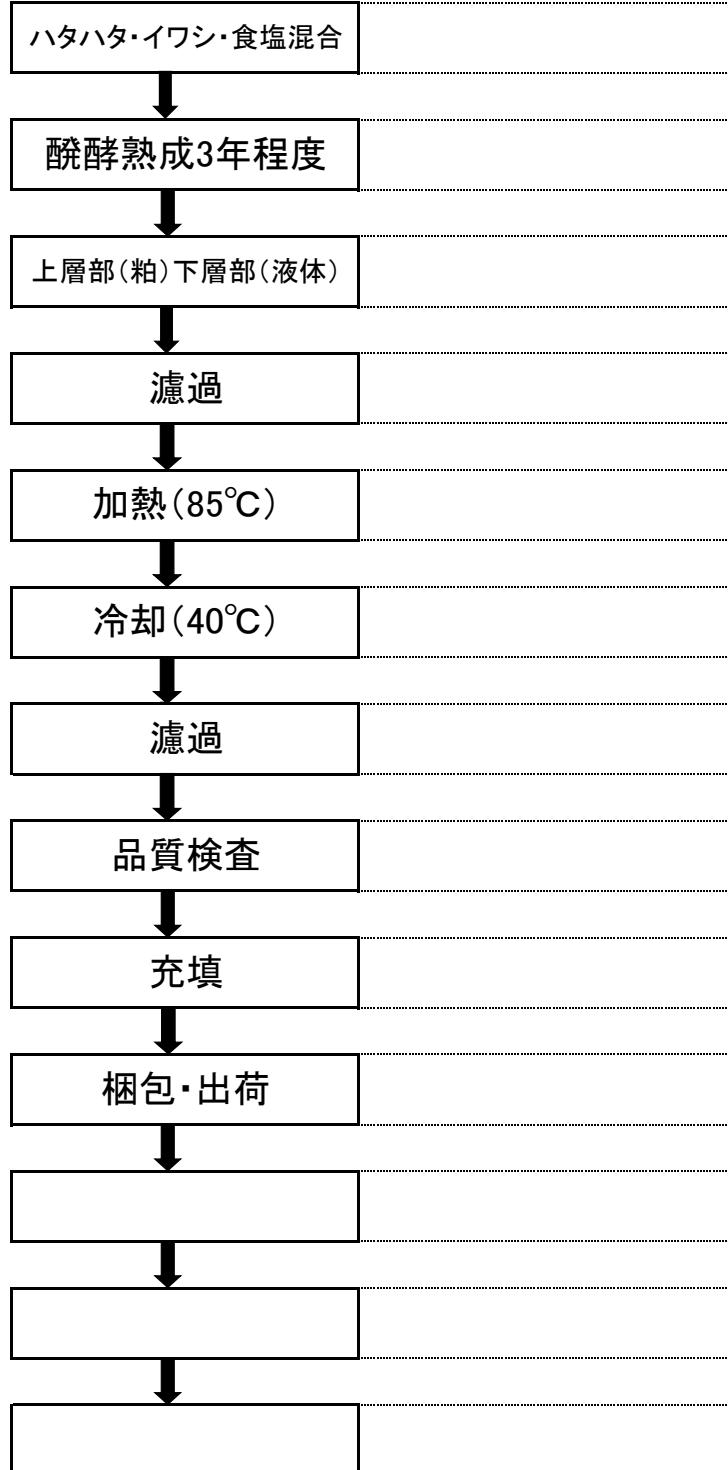 ハタハタ・イワシ・食塩混合
醗酵熟成3年程度
上層部(粕)下層部(液体)
濾過
加熱(85℃)
冷却(40℃)
濾過
品質検査
充填
梱包・出荷